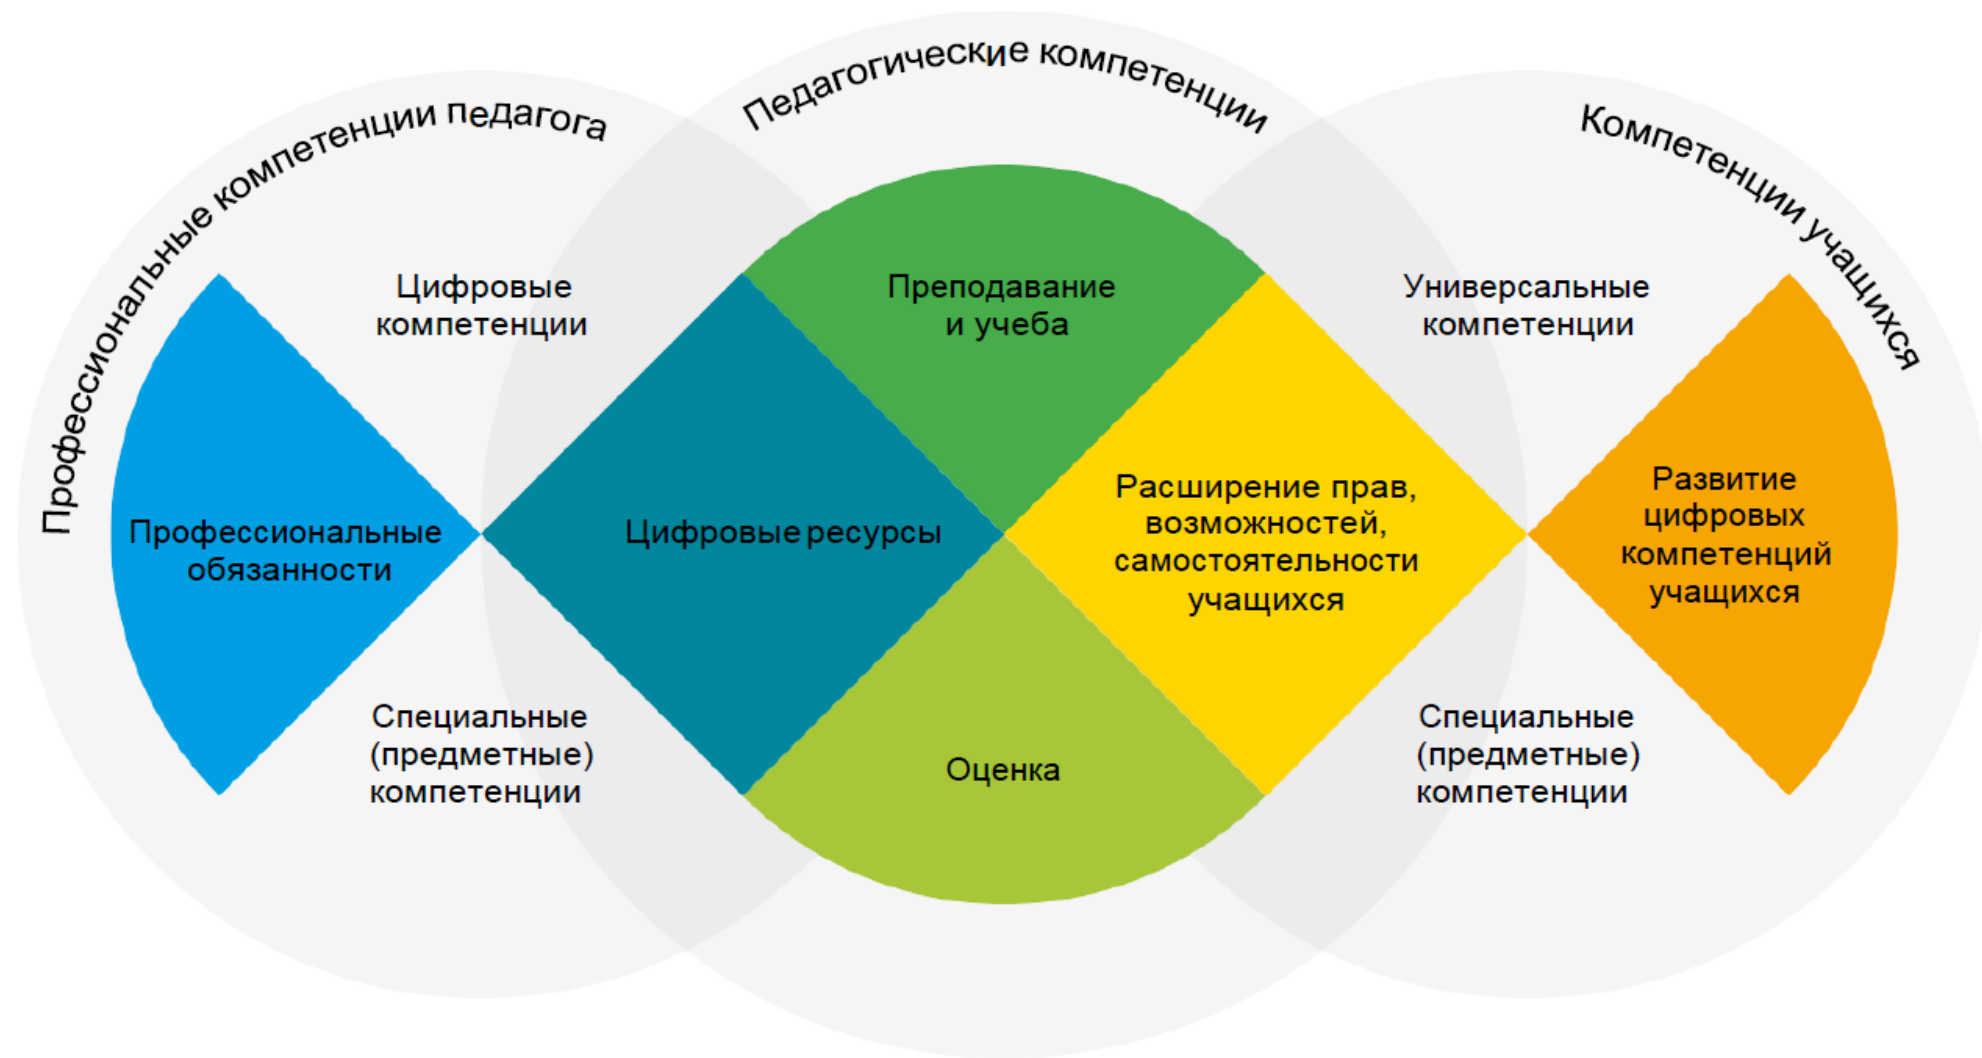 Профессиональные компетенции педагога
Педагогические компетенции
Компетенции учащихся
Цифровые
компетенции
Преподавание
и учеба
Универсальные
компетенции
Профессиональные
обязанности
Цифровые ресурсы
Расширение прав,
возможностей,
самостоятельности
учащихся
Развитие
цифровых
компетенций
учащихся
Специальные
(предметные)
компетенции
Оценка
Специальные
(предметные)
компетенции